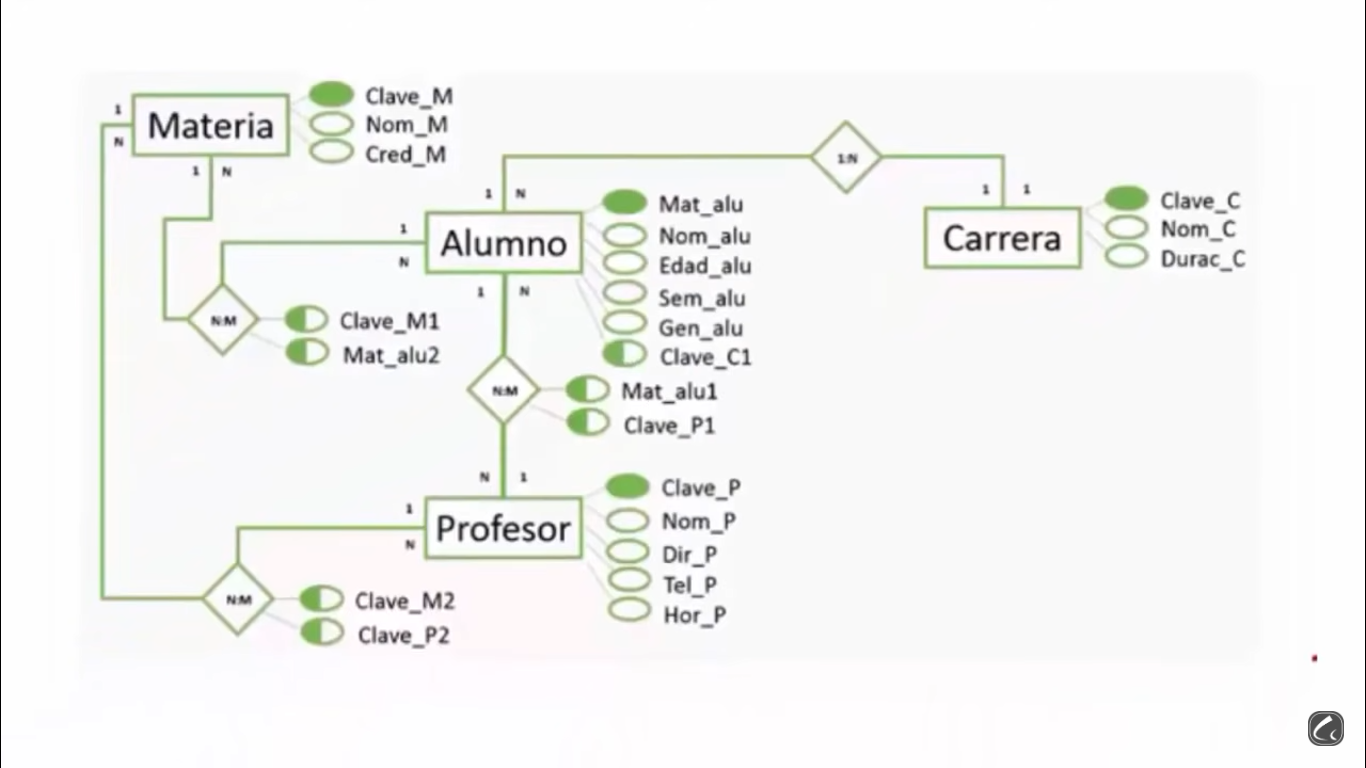 1
N
Materia
Clave_M
Nom_M
Cred_M
1 N
1:N
1 N
1 1
Alumno
Mat_alu
Nom_alu
Edad_alu
Sem_alu
Gen_alu
Clave_C1
Carrera
Clave_C
Nom_C
Durac_C
1
N
1 N
N:M
Clave_M1
Mat_alu2
N:M
Mat_alu1
Clave_P1
N 1
Profesor
Clave_P
Nom_P
Dir_P
Tel_P
Hor_P
1
N
N:M
Clave_M2
Clave_P2